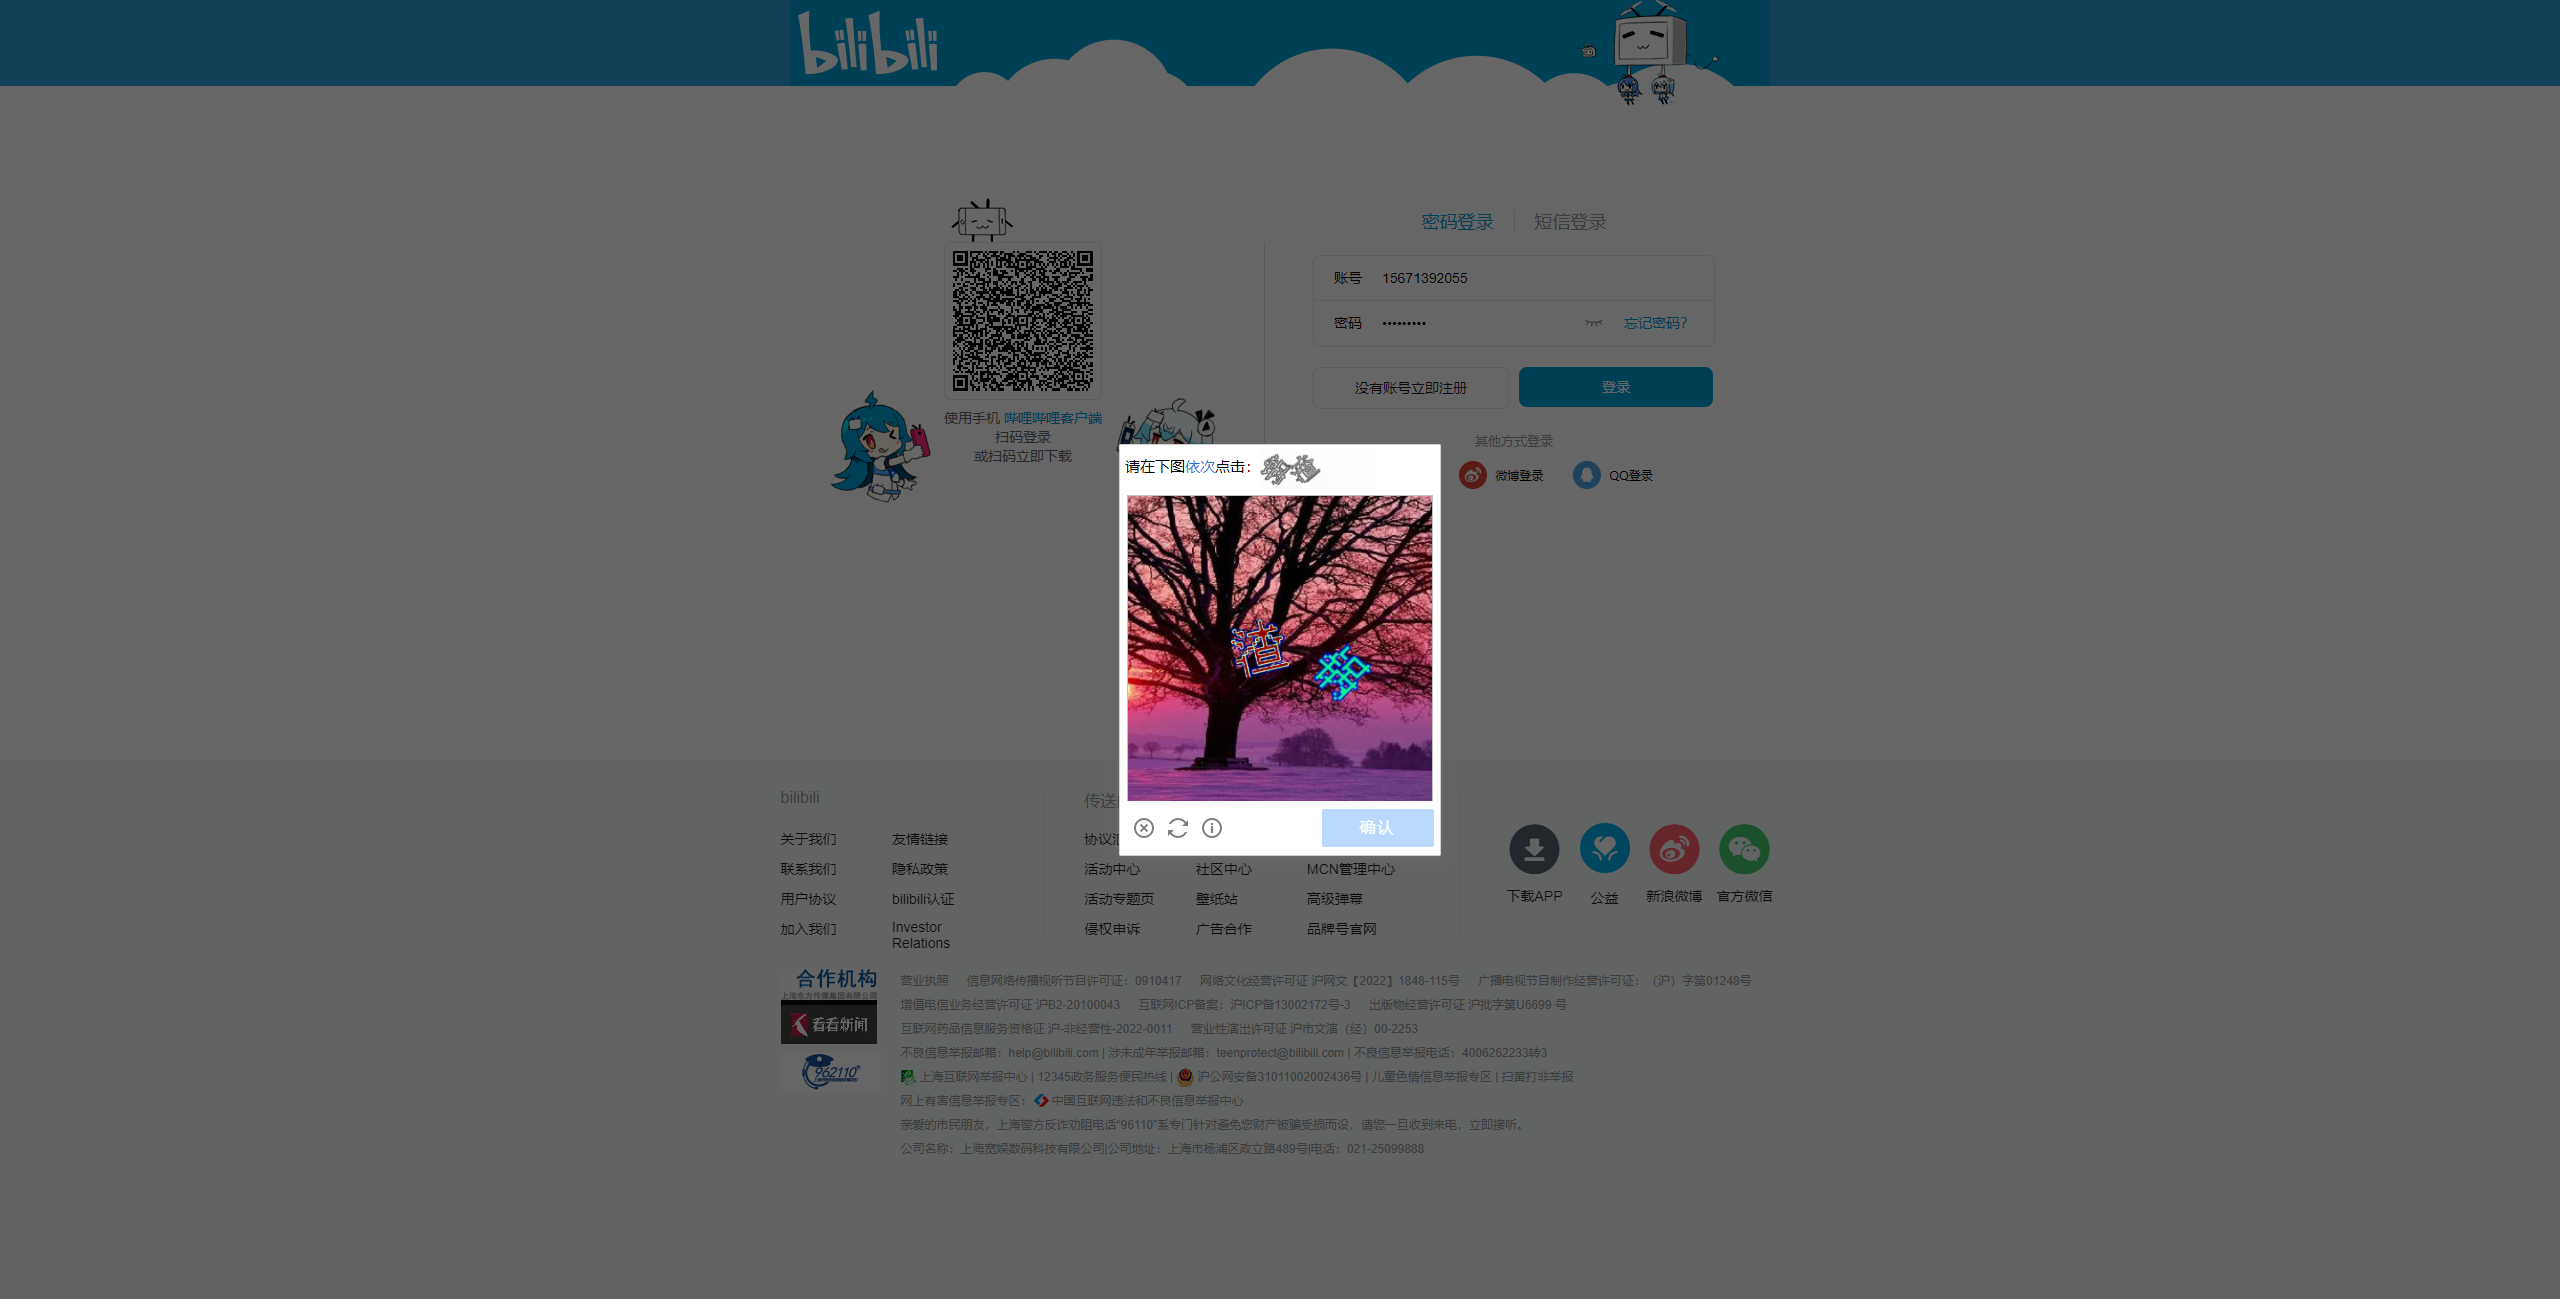 bilibili
密码登录
短信登录
账号 15671392055
密码 •••••••••
忘记密码？
没有账号立即注册
登录
使用手机 哔哩哔哩客户端
扫码登录
或扫码立即下载
其他方式登录
微博登录
QQ登录
请在下图依次点击：
渣
确认
bilibili
传送
关于我们 友情链接 协议汇
联系我们 隐私政策 活动中心 社区中心 MCN管理中心
用户协议 bilibili认证 活动专题页 壁纸站 高级弹幕
加入我们 Investor Relations 侵权申诉 广告合作 品牌号官网
下载APP 公益 新浪微博 官方微信
合作机构
上海东方传媒集团有限公司
看看新闻
962110
营业执照 信息网络传播视听节目许可证：0910417 网络文化经营许可证 沪网文【2022】1848-115号 广播电视节目制作经营许可证：（沪）字第01248号
增值电信业务经营许可证 沪B2-20100043 互联网ICP备案：沪ICP备13002172号-3 出版物经营许可证 沪批字第U6699 号
互联网药品信息服务资格证 沪-非经营性-2022-0011 营业性演出许可证 沪市文演（经）00-2253
不良信息举报邮箱：help@bilibili.com | 涉未成年举报邮箱：teenprotect@bilibili.com | 不良信息举报电话：4006262233转3
上海互联网举报中心 | 12345政务服务便民热线 | 沪公网安备31011002002436号 | 儿童色情信息举报专区 | 扫黄打非举报
网上有害信息举报专区： 中国互联网违法和不良信息举报中心
亲爱的市民朋友，上海警方反诈劝阻电话“96110”系专门针对避免您财产被骗受损而设，请您一旦收到来电，立即接听。
公司名称：上海宽娱数码科技有限公司|公司地址：上海市杨浦区政立路489号|电话：021-25099888